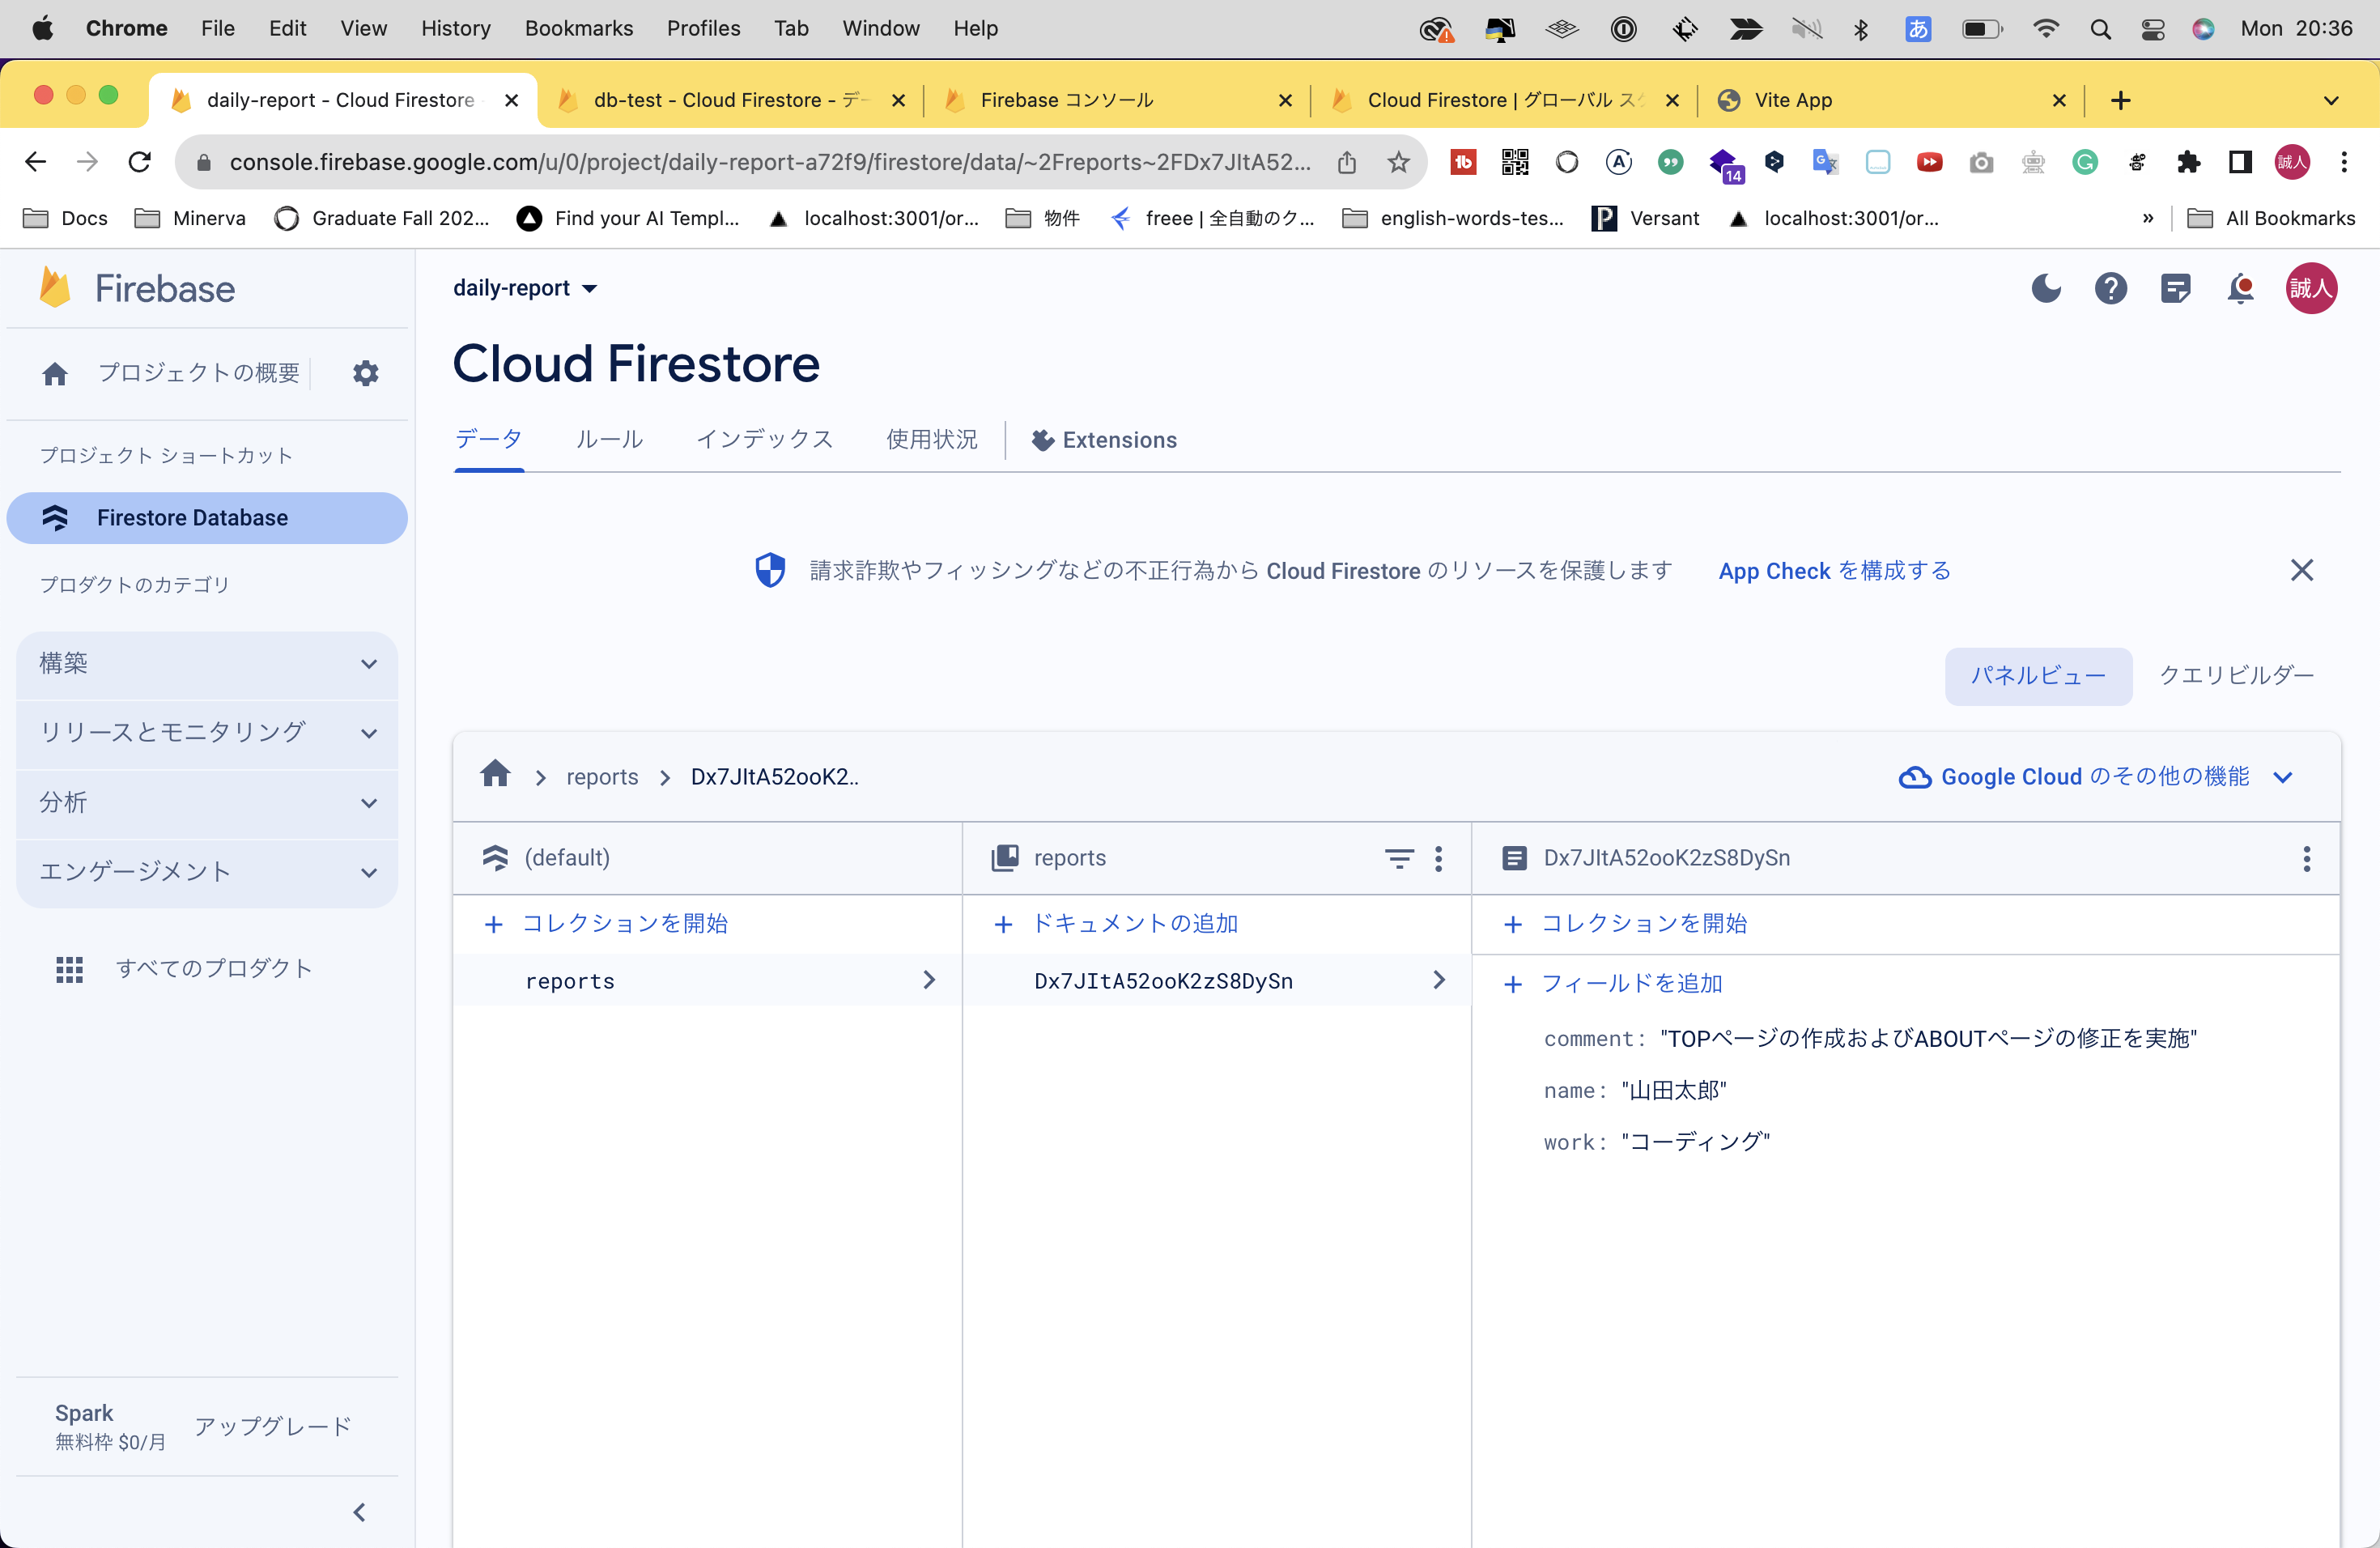 Chrome File Edit View History Bookmarks Profiles Tab Window Help あ Mon 20:36
daily-report - Cloud Firestore db-test - Cloud Firestore - デー Firebase コンソール Cloud Firestore | グローバル スケ Vite App
console.firebase.google.com/u/0/project/daily-report-a72f9/firestore/data/~2Freports~2FDx7JItA52... 14 誠人
Docs Minerva Graduate Fall 202... Find your AI Templ... localhost:3001/or... 物件 freee | 全自動のク... english-words-tes... Versant localhost:3001/or... » All Bookmarks
Firebase
daily-report
誠人
Cloud Firestore
プロジェクトの概要
データ ルール インデックス 使用状況 Extensions
プロジェクト ショートカット
Firestore Database
プロダクトのカテゴリ
請求詐欺やフィッシングなどの不正行為から Cloud Firestore のリソースを保護します App Check を構成する
構築
リリースとモニタリング
分析
エンゲージメント
すべてのプロダクト
パネルビュー クエリビルダー
reports Dx7JItA52ooK2..
Google Cloud のその他の機能
(default) reports Dx7JItA52ooK2zS8DySn
コレクションを開始 ドキュメントの追加 コレクションを開始
reports Dx7JItA52ooK2zS8DySn フィールドを追加
comment: "TOPページの作成およびABOUTページの修正を実施"
name: "山田太郎"
work: "コーディング"
Spark
無料枠 $0/月
アップグレード